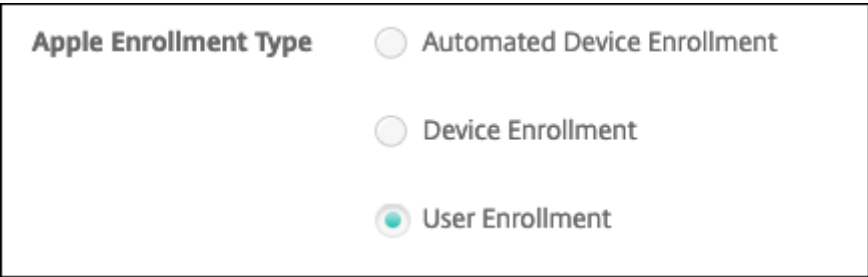 Apple Enrollment Type
Automated Device Enrollment
Device Enrollment
User Enrollment